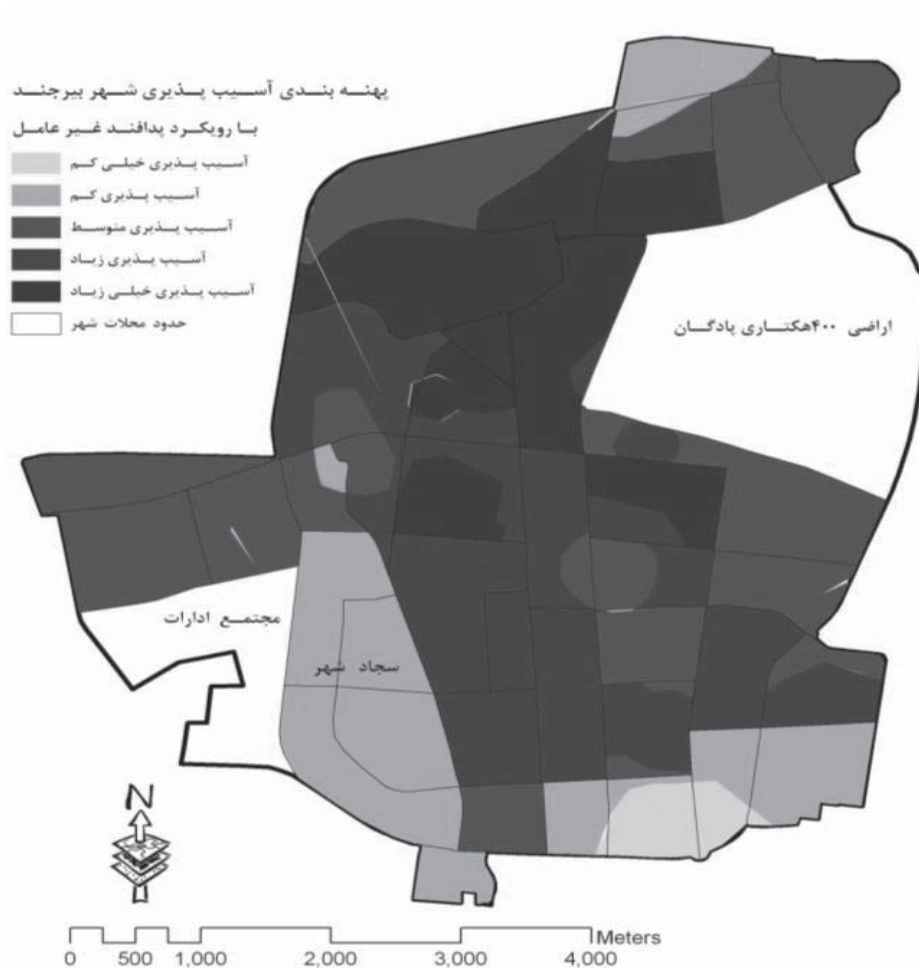 پهنه بندی آسیب پذیری شهر بیرجند
با رویکرد پدافند غیر عامل
آسیب پذیری خیلی کم
آسیب پذیری کم
آسیب پذیری متوسط
آسیب پذیری زیاد
آسیب پذیری خیلی زیاد
حدود محلات شهر
اراضی ۴۰۰هکتاری پادگان
مجتمع ادارات
سجاد شهر
N
Meters
0 500 1,000 2,000 3,000 4,000